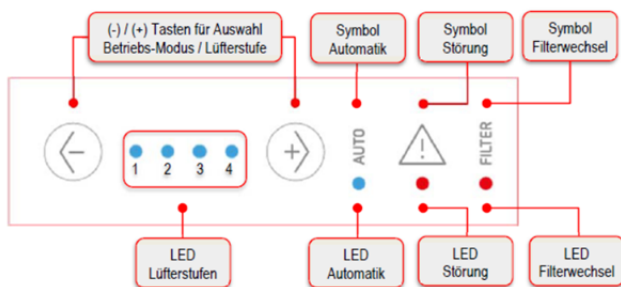 (-) / (+) Tasten für Auswahl
Betriebs-Modus / Lüfterstufe
Symbol
Automatik
Symbol
Störung
Symbol
Filterwechsel
1 2 3 4
AUTO
FILTER
LED
Lüfterstufen
LED
Automatik
LED
Störung
LED
Filterwechsel